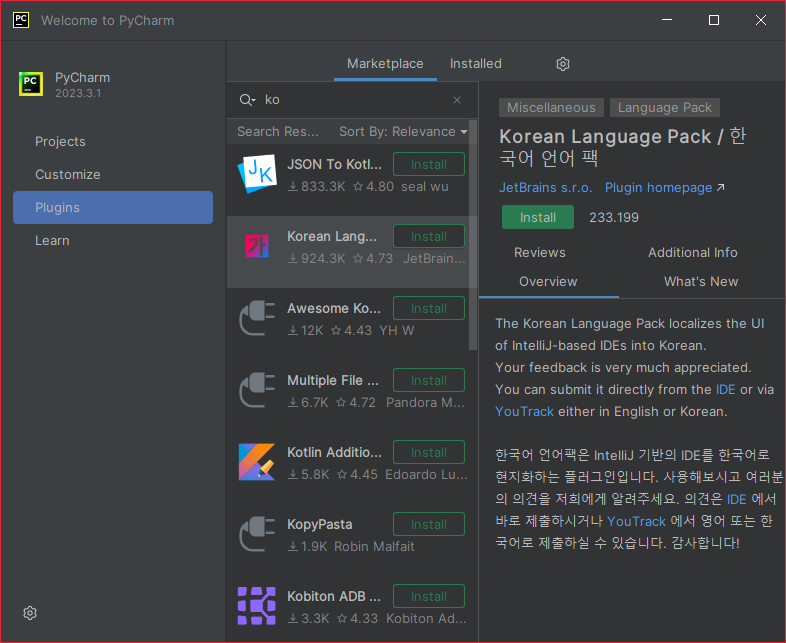 PC Welcome to PyCharm
PC PyCharm
2023.3.1
Projects
Customize
Plugins
Learn
Marketplace Installed
ko
Search Res... Sort By: Relevance
JK JSON To Kotl... Install
833.3K 4.80 seal wu
가 Korean Lang... Install
924.3K 4.73 JetBrain...
Awesome Ko... Install
12K 4.43 YH W
Multiple File ... Install
6.7K 4.72 Pandora M...
Kotlin Additio... Install
5.8K 4.45 Edoardo Lu...
KopyPasta Install
1.9K Robin Malfait
Kobiton ADB ... Install
3.3K 4.33 Kobiton Ad...
Miscellaneous Language Pack
Korean Language Pack / 한
국어 언어 팩
JetBrains s.r.o. Plugin homepage ↗
Install 233.199
Reviews Additional Info
Overview What's New
The Korean Language Pack localizes the UI
of IntelliJ-based IDEs into Korean.
Your feedback is very much appreciated.
You can submit it directly from the IDE or via
YouTrack either in English or Korean.
한국어 언어팩은 IntelliJ 기반의 IDE를 한국어로
현지화하는 플러그인입니다. 사용해보시고 여러분
의 의견을 저희에게 알려주세요. 의견은 IDE 에서
바로 제출하시거나 YouTrack 에서 영어 또는 한
국어로 제출하실 수 있습니다. 감사합니다!